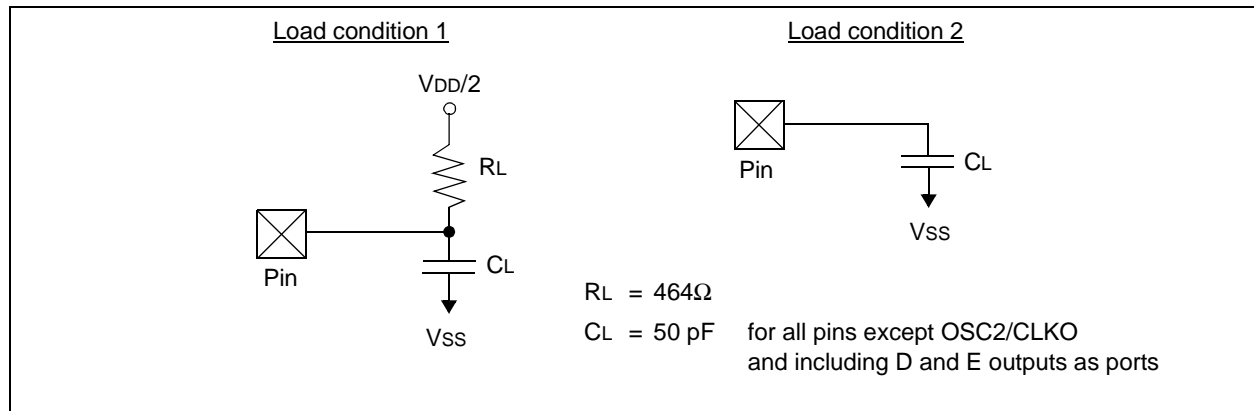 Load condition 1
VDD/2
RL
Pin
CL
VSS
Load condition 2
Pin
CL
VSS
RL = 464Ω
CL = 50 pF for all pins except OSC2/CLKO
and including D and E outputs as ports